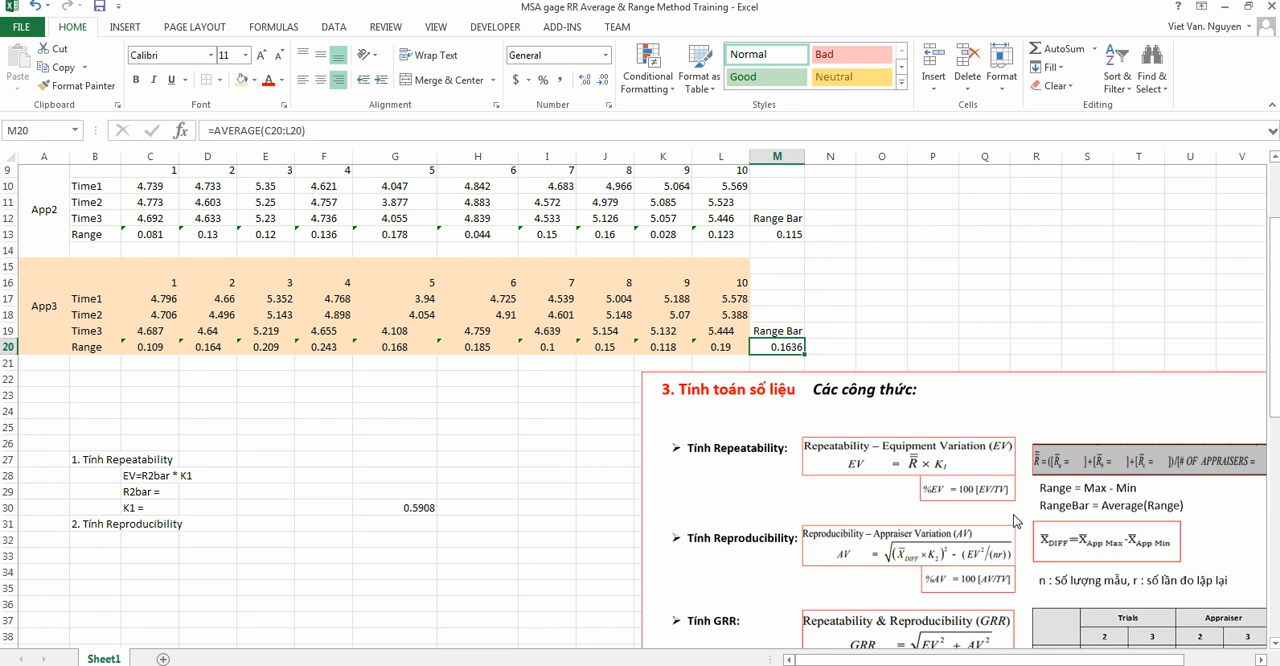 MSA gage RR Average & Range Method Training - Excel
FILE HOME INSERT PAGE LAYOUT FORMULAS DATA REVIEW VIEW DEVELOPER ADD-INS TEAM Viet Van. Nguyen
Cut Calibri 11 Wrap Text General Normal Bad AutoSum
Paste Copy Conditional Formatting Format as Table Insert Delete Format Fill Sort & Filter Find & Select
Format Painter B I U Merge & Center $ % , Good Neutral Clear
Clipboard Font Alignment Number Styles Cells Editing
M20 fx =AVERAGE(C20:L20)
A B C D E F G H I J K L M N O P Q R S T U V
9 1 2 3 4 5 6 7 8 9 10
10 Time1 4.739 4.733 5.35 4.621 4.047 4.842 4.683 4.966 5.064 5.569
11 App2 Time2 4.773 4.603 5.25 4.757 3.877 4.883 4.572 4.979 5.085 5.523
12 Time3 4.692 4.633 5.23 4.736 4.055 4.839 4.533 5.126 5.057 5.446 Range Bar
13 Range 0.081 0.13 0.12 0.136 0.178 0.044 0.15 0.16 0.028 0.123 0.115
14
15
16 1 2 3 4 5 6 7 8 9 10
17 App3 Time1 4.796 4.66 5.352 4.768 3.94 4.725 4.539 5.004 5.188 5.578
18 Time2 4.706 4.496 5.143 4.898 4.054 4.91 4.601 5.148 5.07 5.388
19 Time3 4.687 4.64 5.219 4.655 4.108 4.759 4.639 5.154 5.132 5.444 Range Bar
20 Range 0.109 0.164 0.209 0.243 0.168 0.185 0.1 0.15 0.118 0.19 0.1636
21
22
23 3. Tính toán số liệu Các công thức:
24
25
26 ➢ Tính Repeatability: Repeatability – Equipment Variation (EV)
27 1. Tính Repeatability EV = R̿ × K₁ R̿ = ([R̄a = ]+[R̄b = ]+[R̄c = ])/[# OF APPRAISERS =
28 EV=R2bar * K1
29 R2bar = %EV = 100 [EV/TV] Range = Max - Min
30 K1 = 0.5908 RangeBar = Average(Range)
31 2. Tính Reproducibility
32 ➢ Tính Reproducibility: Reproducibility – Appraiser Variation (AV) X̿DIFF=X̿App Max-X̿App Min
33 AV = √(X̄DIFF × K₂)² - (EV²/(nr))
34
35 %AV = 100 [AV/TV] n : Số lượng mẫu, r : số lần đo lặp lại
36
37 ➢ Tính GRR: Repeatability & Reproducibility (GRR) Trials Appraiser
38 GRR = √EV² + AV² 2 3 2 3
Sheet1